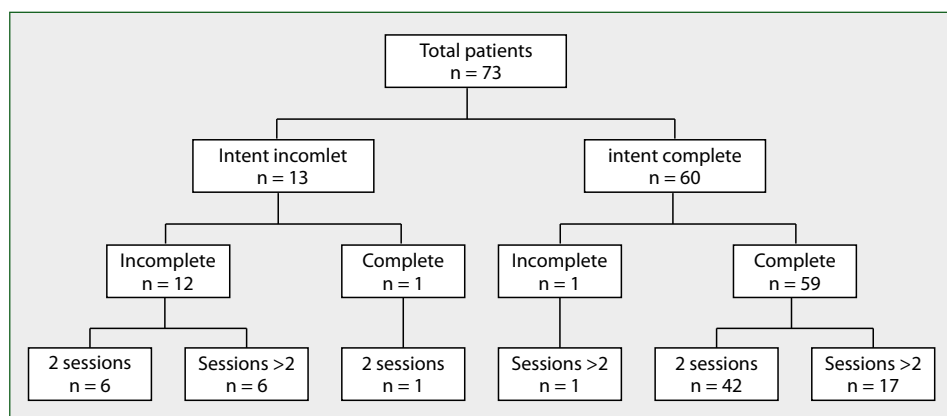 Total patients
n = 73
Intent incomlet
n = 13
intent complete
n = 60
Incomplete
n = 12
Complete
n = 1
Incomplete
n = 1
Complete
n = 59
2 sessions
n = 6
Sessions >2
n = 6
2 sessions
n = 1
Sessions >2
n = 1
2 sessions
n = 42
Sessions >2
n = 17